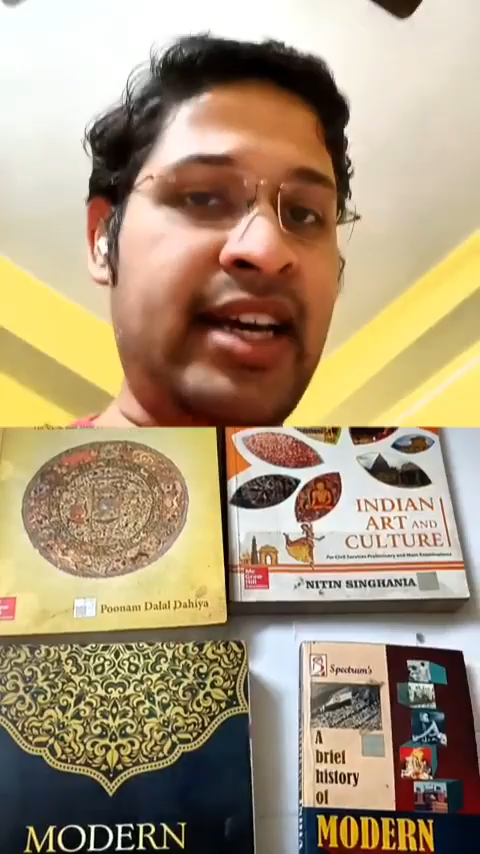 Poonam Dalal Dahiya
INDIAN
ART AND
CULTURE
For Civil Services Preliminary and Main Examinations
Mc
Graw
Hill
Education
NITIN SINGHANIA
MODERN
Spectrum's
A
brief
history
of
MODERN